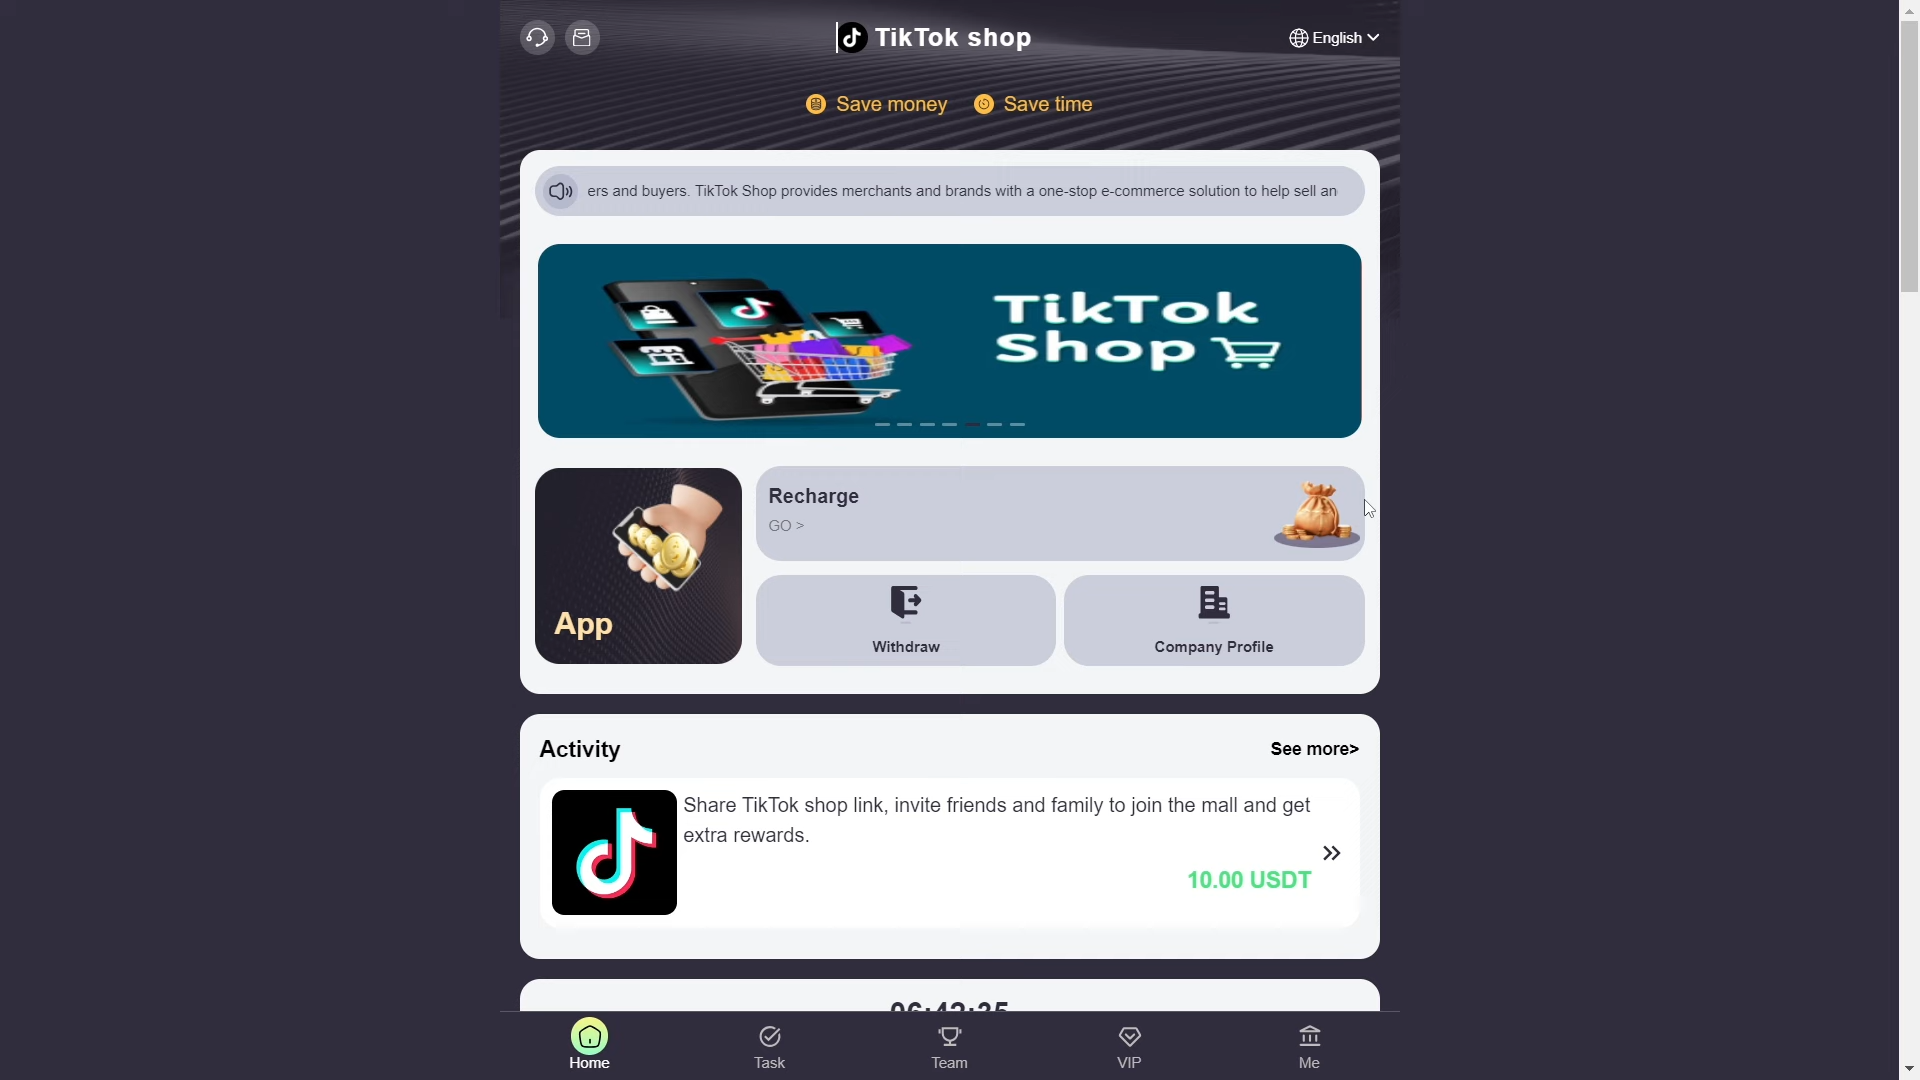 TikTok shop
English
Save money
Save time
ers and buyers. TikTok Shop provides merchants and brands with a one-stop e-commerce solution to help sell an
TikTok
Shop
App
Recharge
GO >
Withdraw
Company Profile
Activity
See more>
Share TikTok shop link, invite friends and family to join the mall and get
extra rewards.
10.00 USDT
06:42:35
Home
Task
Team
VIP
Me